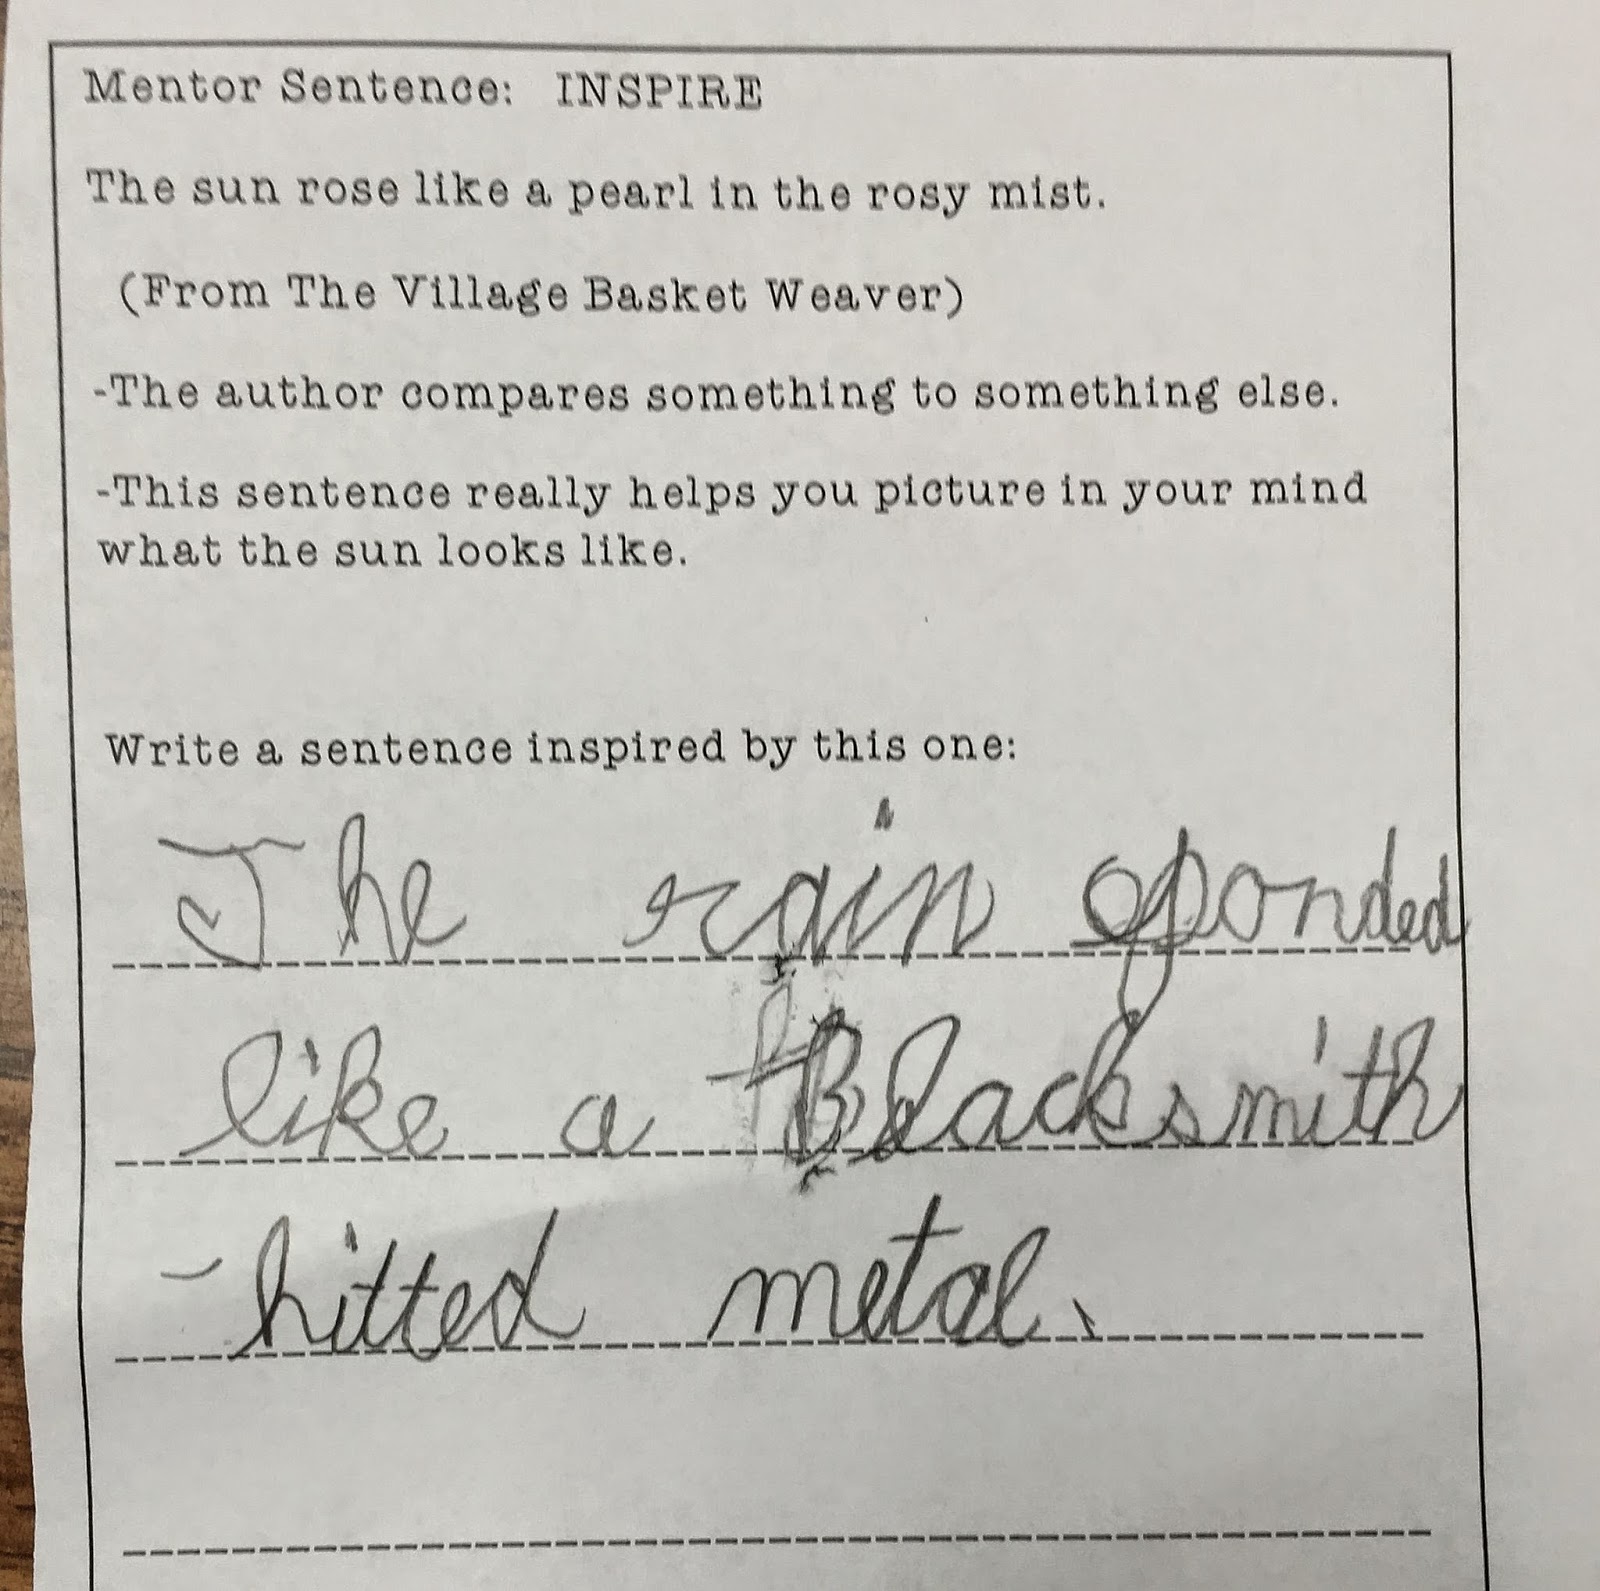 Mentor Sentence: INSPIRE
The sun rose like a pearl in the rosy mist.
(From The Village Basket Weaver)
-The author compares something to something else.
-This sentence really helps you picture in your mind
what the sun looks like.
Write a sentence inspired by this one:
The rain ponded
like a Blacksmith
hitted metal.